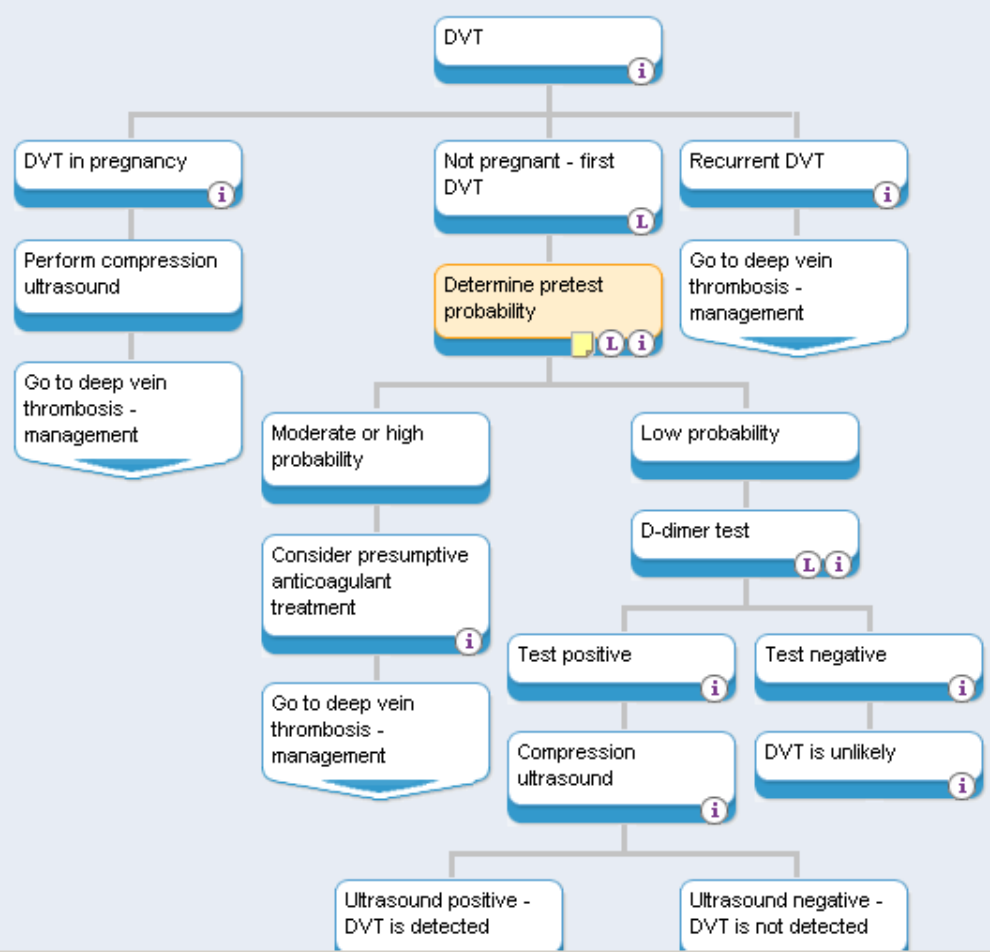 DVT
i
DVT in pregnancy
i
Not pregnant - first
DVT
L
Recurrent DVT
i
Perform compression
ultrasound
Determine pretest
probability
L i
Go to deep vein
thrombosis -
management
Go to deep vein
thrombosis -
management
Moderate or high
probability
Low probability
Consider presumptive
anticoagulant
treatment
i
D-dimer test
L i
Go to deep vein
thrombosis -
management
Test positive
i
Test negative
i
Compression
ultrasound
i
DVT is unlikely
i
Ultrasound positive -
DVT is detected
Ultrasound negative -
DVT is not detected